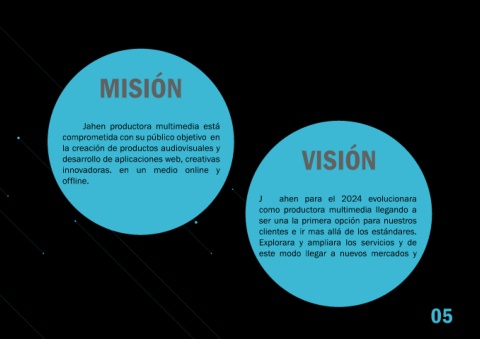 MISIÓN
Jahen productora multimedia está
comprometida con su público objetivo en
la creación de productos audiovisuales y
desarrollo de aplicaciones web, creativas
innovadoras. en un medio online y
offline.
VISIÓN
J ahen para el 2024 evolucionara
como productora multimedia llegando a
ser una la primera opción para nuestros
clientes e ir mas allá de los estándares.
Explorara y ampliara los servicios y de
este modo llegar a nuevos mercados y
05